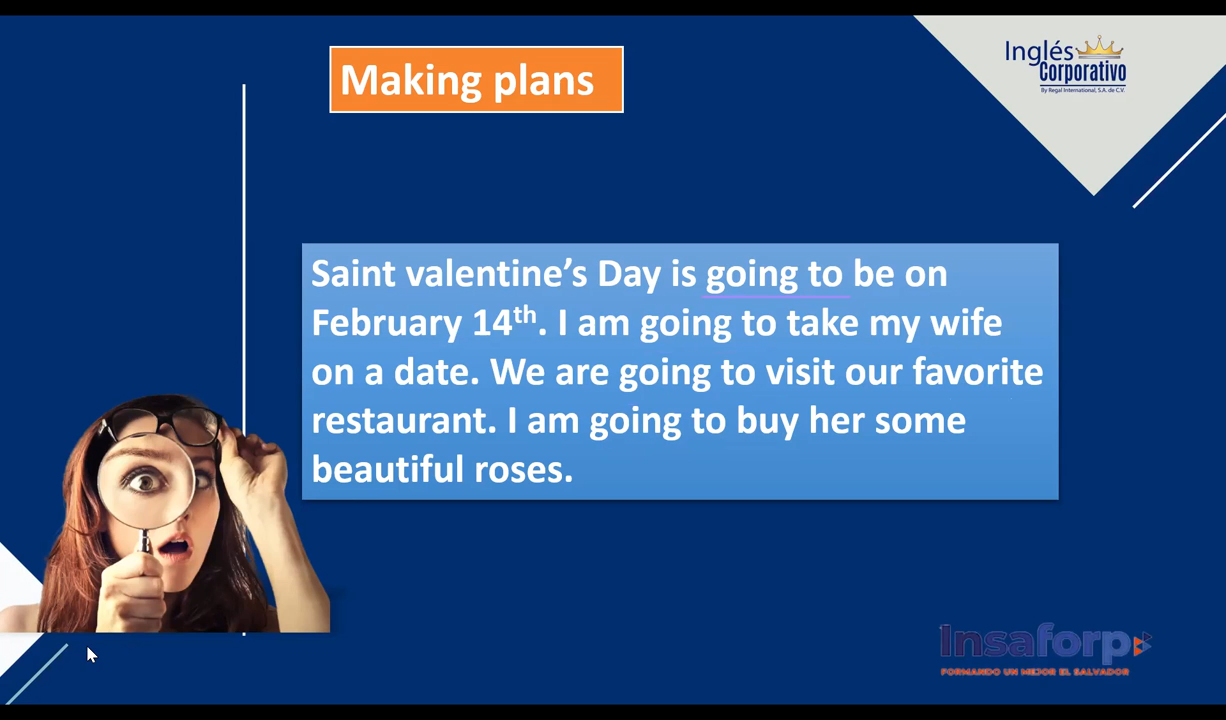 Making plans
Inglés
Corporativo
By Regal International, S.A. de C.V.
Saint valentine’s Day is going to be on
February 14th. I am going to take my wife
on a date. We are going to visit our favorite
restaurant. I am going to buy her some
beautiful roses.
Insaforp
FORMANDO UN MEJOR EL SALVADOR